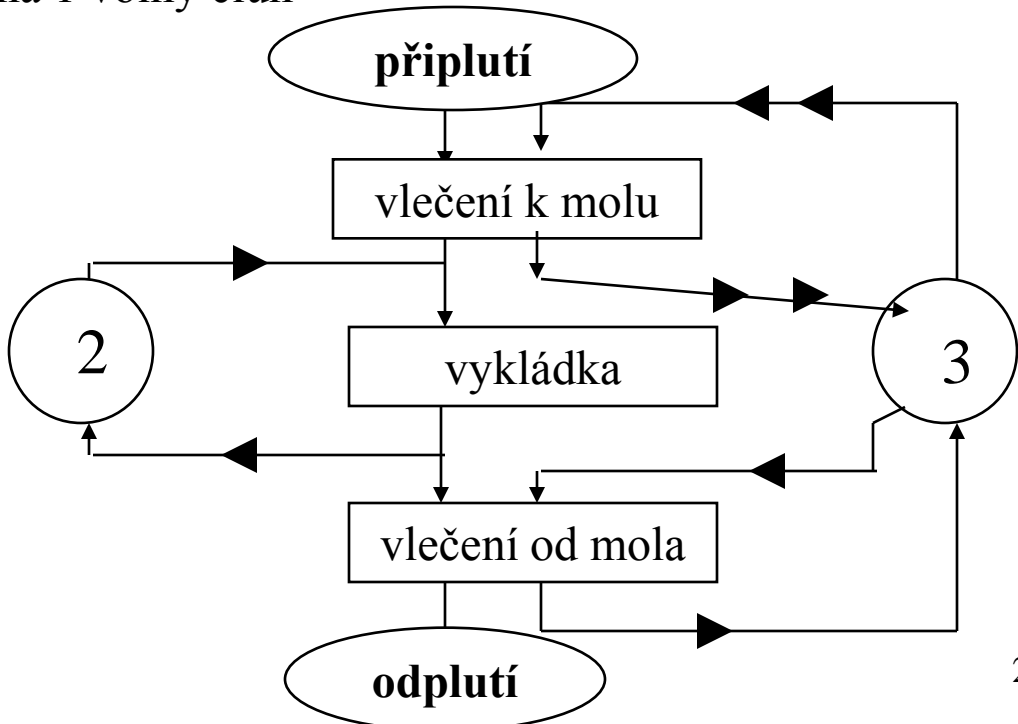 připlutí
vlečení k molu
2
vykládka
3
vlečení od mola
odplutí